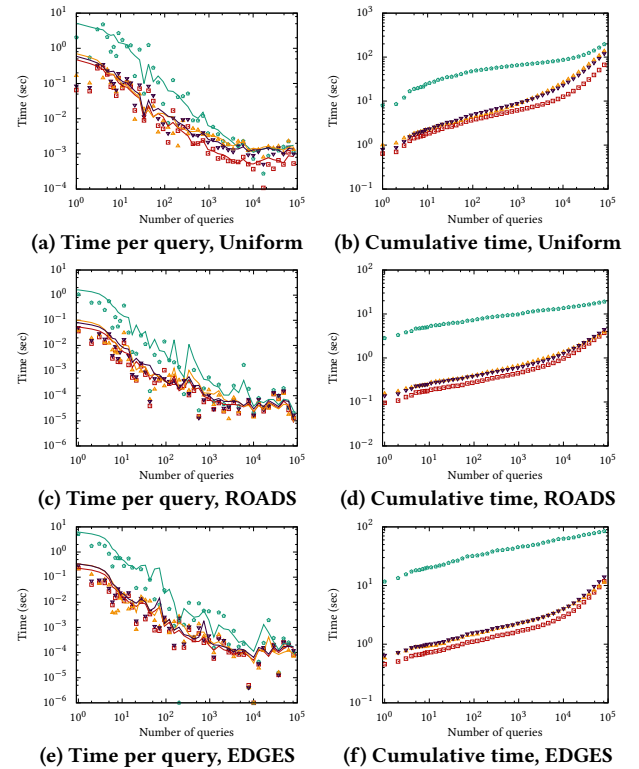 10^1
10^0
10^-1
10^-2
10^-3
10^-4
Time (sec)
10^0 10^1 10^2 10^3 10^4 10^5
Number of queries
(a) Time per query, Uniform
10^3
10^2
10^1
10^0
10^-1
Time (sec)
10^0 10^1 10^2 10^3 10^4 10^5
Number of queries
(b) Cumulative time, Uniform
10^1
10^0
10^-1
10^-2
10^-3
10^-4
10^-5
10^-6
Time (sec)
10^0 10^1 10^2 10^3 10^4 10^5
Number of queries
(c) Time per query, ROADS
10^2
10^1
10^0
10^-1
10^-2
Time (sec)
10^0 10^1 10^2 10^3 10^4 10^5
Number of queries
(d) Cumulative time, ROADS
10^1
10^0
10^-1
10^-2
10^-3
10^-4
10^-5
10^-6
Time (sec)
10^0 10^1 10^2 10^3 10^4 10^5
Number of queries
(e) Time per query, EDGES
10^2
10^1
10^0
10^-1
Time (sec)
10^0 10^1 10^2 10^3 10^4 10^5
Number of queries
(f) Cumulative time, EDGES